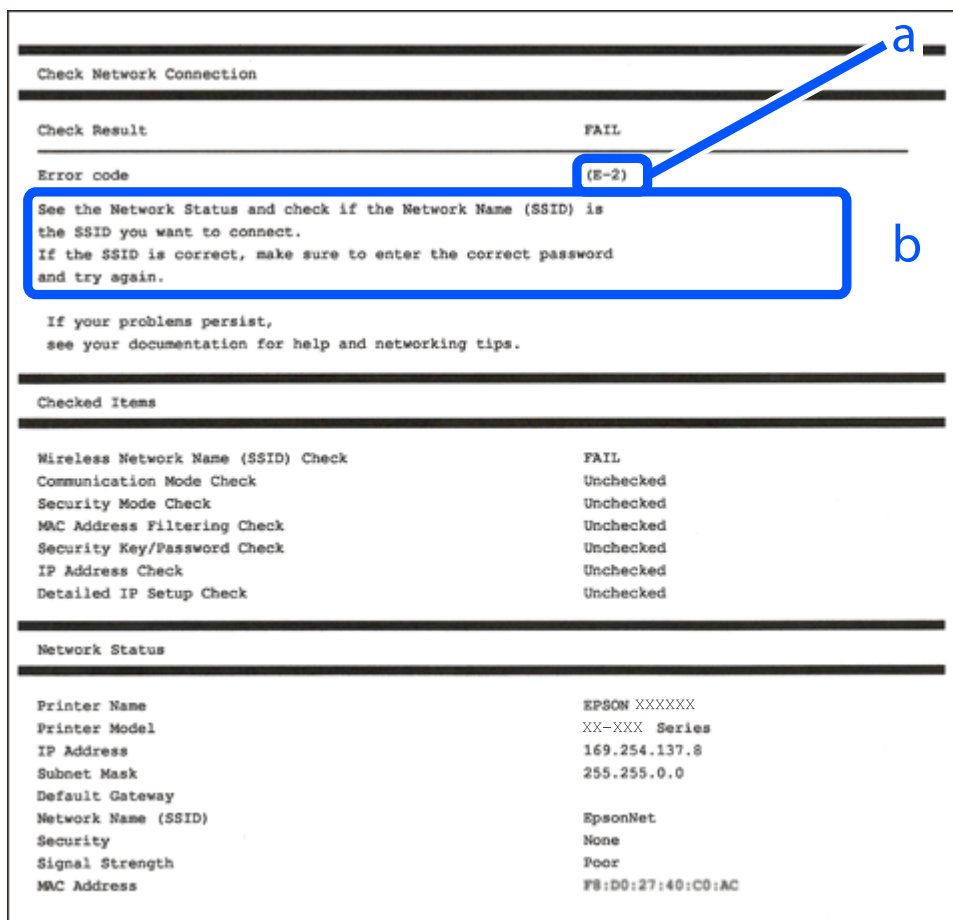 a
Check Network Connection
Check Result FAIL
Error code (E-2)
See the Network Status and check if the Network Name (SSID) is
the SSID you want to connect.
If the SSID is correct, make sure to enter the correct password
and try again.
b
If your problems persist,
see your documentation for help and networking tips.
Checked Items
Wireless Network Name (SSID) Check FAIL
Communication Mode Check Unchecked
Security Mode Check Unchecked
MAC Address Filtering Check Unchecked
Security Key/Password Check Unchecked
IP Address Check Unchecked
Detailed IP Setup Check Unchecked
Network Status
Printer Name EPSON XXXXXX
Printer Model XX-XXX Series
IP Address 169.254.137.8
Subnet Mask 255.255.0.0
Default Gateway
Network Name (SSID) EpsonNet
Security None
Signal Strength Poor
MAC Address F8:D0:27:40:C0:AC